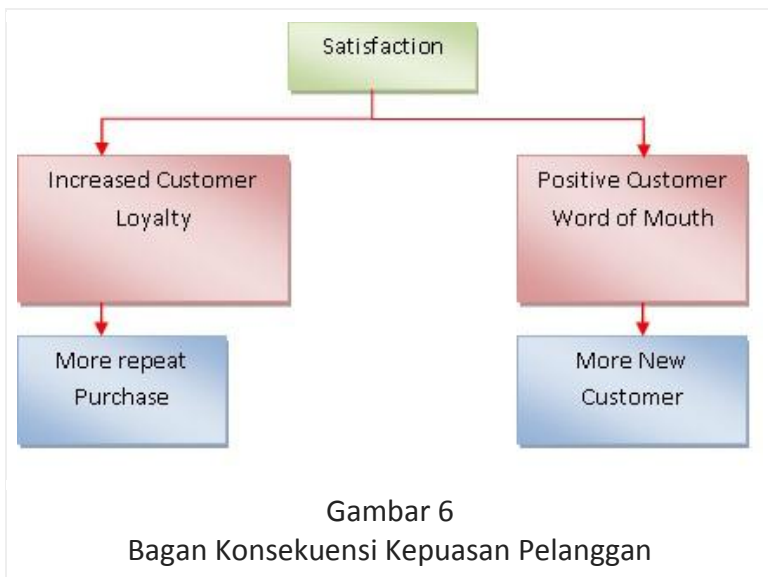 Satisfaction
Increased Customer
Loyalty
Positive Customer
Word of Mouth
More repeat
Purchase
More New
Customer
Gambar 6
Bagan Konsekuensi Kepuasan Pelanggan